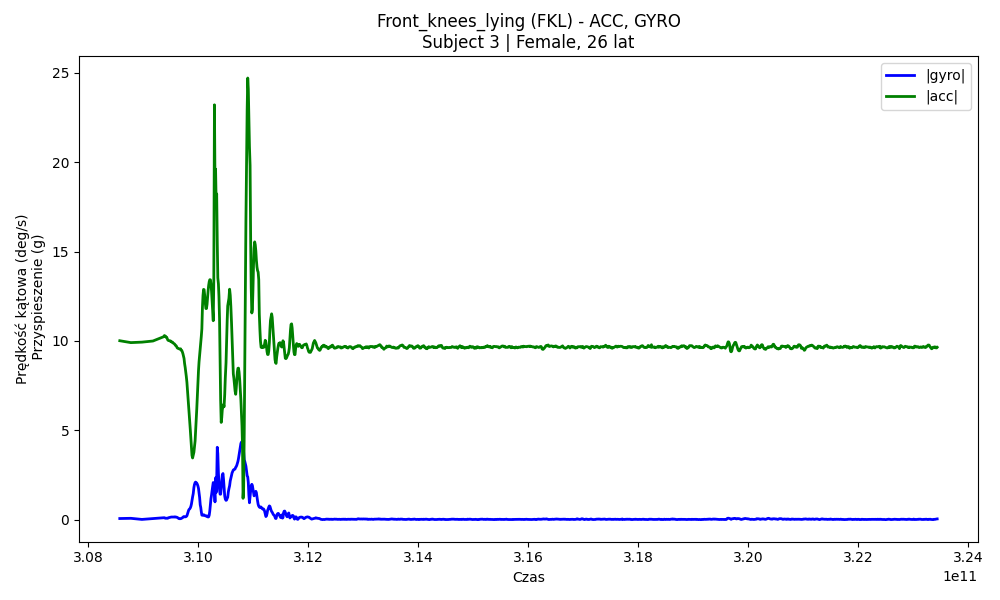 Front_knees_lying (FKL) - ACC, GYRO
Subject 3 | Female, 26 lat
|gyro|
|acc|
Prędkość kątowa (deg/s)
Przyspieszenie (g)
25
20
15
10
5
0
3.08 3.10 3.12 3.14 3.16 3.18 3.20 3.22 3.24
1e11
Czas